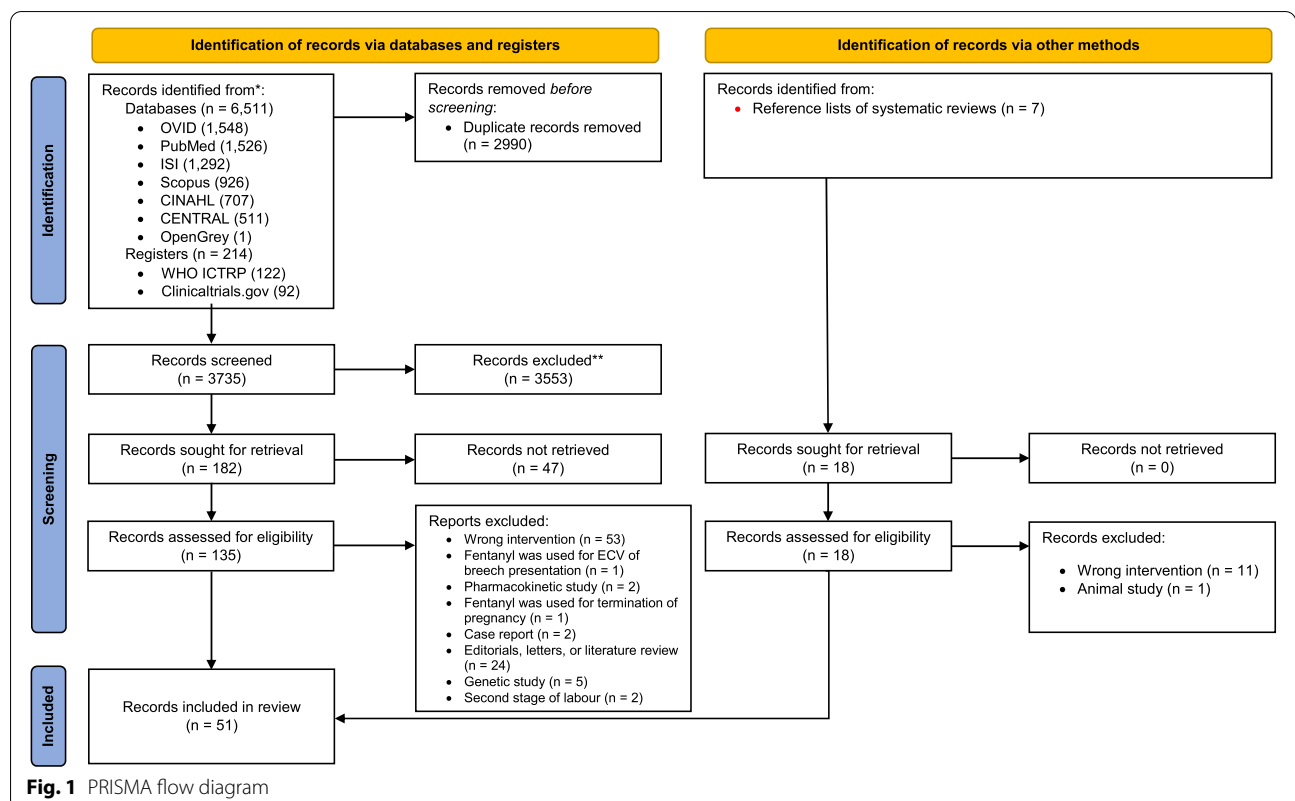 Identification of records via databases and registers
Identification of records via other methods
Identification
Records identified from*:
Databases (n = 6,511)
• OVID (1,548)
• PubMed (1,526)
• ISI (1,292)
• Scopus (926)
• CINAHL (707)
• CENTRAL (511)
• OpenGrey (1)
Registers (n = 214)
• WHO ICTRP (122)
• Clinicaltrials.gov (92)
Records removed before
screening:
• Duplicate records removed
(n = 2990)
Records identified from:
• Reference lists of systematic reviews (n = 7)
Screening
Records screened
(n = 3735)
Records excluded**
(n = 3553)
Records sought for retrieval
(n = 182)
Records not retrieved
(n = 47)
Records sought for retrieval
(n = 18)
Records not retrieved
(n = 0)
Records assessed for eligibility
(n = 135)
Reports excluded:
• Wrong intervention (n = 53)
• Fentanyl was used for ECV of
breech presentation (n = 1)
• Pharmacokinetic study (n = 2)
• Fentanyl was used for termination of
pregnancy (n = 1)
• Case report (n = 2)
• Editorials, letters, or literature review
(n = 24)
• Genetic study (n = 5)
• Second stage of labour (n = 2)
Records assessed for eligibility
(n = 18)
Records excluded:
• Wrong intervention (n = 11)
• Animal study (n = 1)
Included
Records included in review
(n = 51)
Fig. 1 PRISMA flow diagram